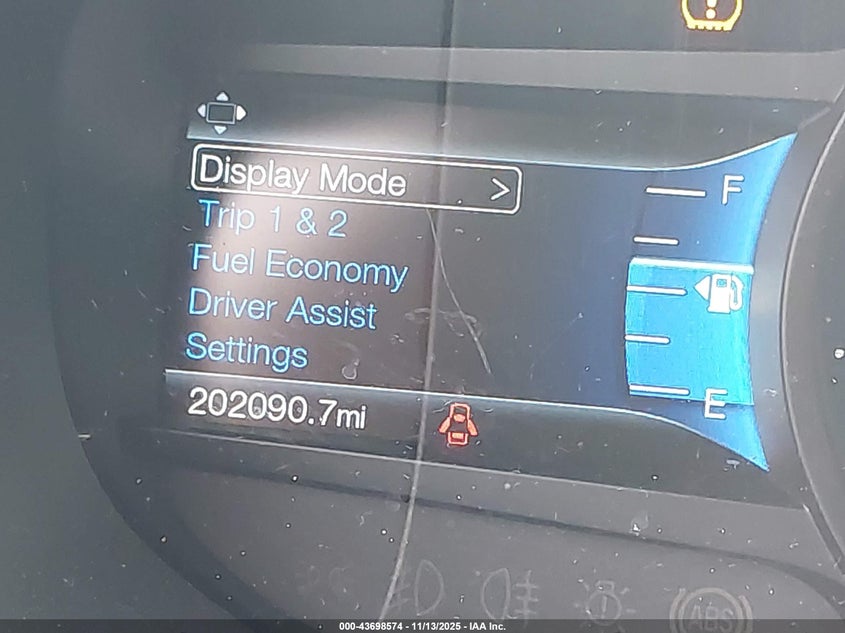 Display Mode >
Trip 1 & 2
Fuel Economy
Driver Assist
Settings
202090.7mi
F
E
ABS
000-43698574 - 11/13/2025 - IAA Inc.